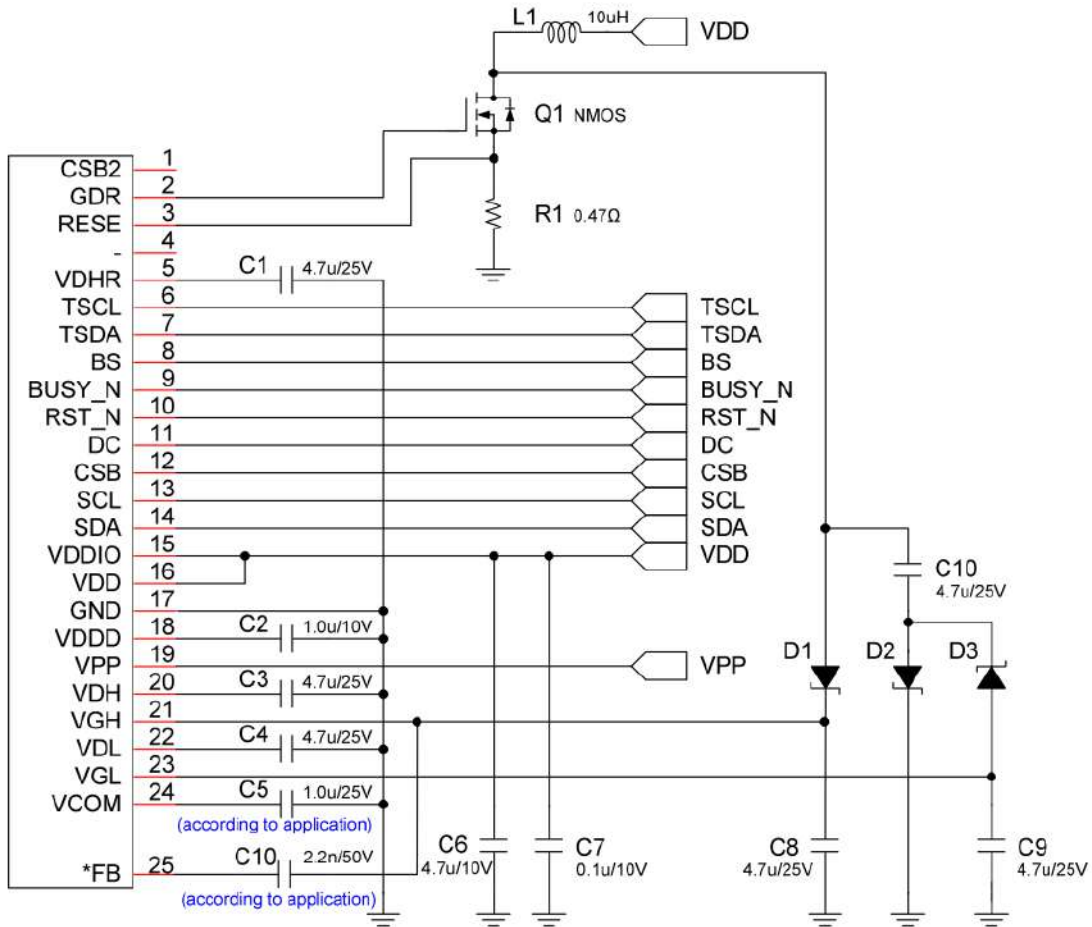 L1 10uH VDD
Q1 NMOS
R1 0.47Ω
CSB2 1
GDR 2
RESE 3
- 4
VDHR 5 C1 4.7u/25V
TSCL 6 TSCL
TSDA 7 TSDA
BS 8 BS
BUSY_N 9 BUSY_N
RST_N 10 RST_N
DC 11 DC
CSB 12 CSB
SCL 13 SCL
SDA 14 SDA
VDDIO 15 VDD
VDD 16
C10
4.7u/25V
GND 17
VDDD 18 C2 1.0u/10V
VPP 19 VPP
D1 D2 D3
VDH 20 C3 4.7u/25V
VGH 21
VDL 22 C4 4.7u/25V
VGL 23
VCOM 24 C5 1.0u/25V
(according to application)
*FB 25 C10 2.2n/50V
(according to application)
C6
4.7u/10V
C7
0.1u/10V
C8
4.7u/25V
C9
4.7u/25V